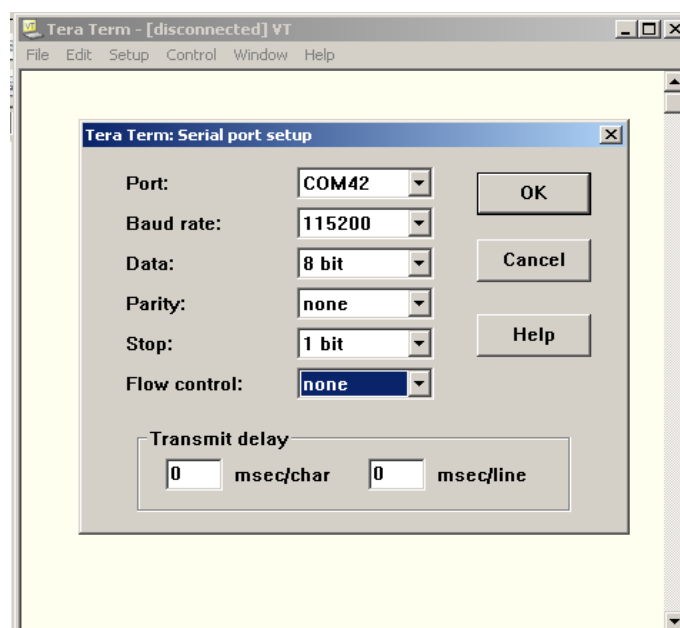 Tera Term - [disconnected] VT
File Edit Setup Control Window Help
Tera Term: Serial port setup
Port: COM42 OK
Baud rate: 115200
Data: 8 bit Cancel
Parity: none
Stop: 1 bit Help
Flow control: none
Transmit delay
0 msec/char 0 msec/line